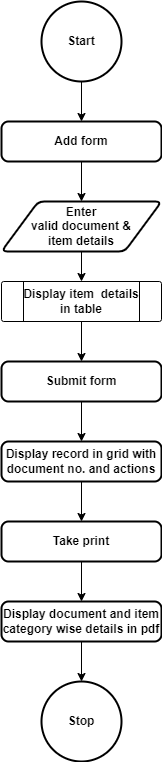 Start
Add form
Enter
valid document &
item details
Display item details
in table
Submit form
Display record in grid with
document no. and actions
Take print
Display document and item
category wise details in pdf
Stop